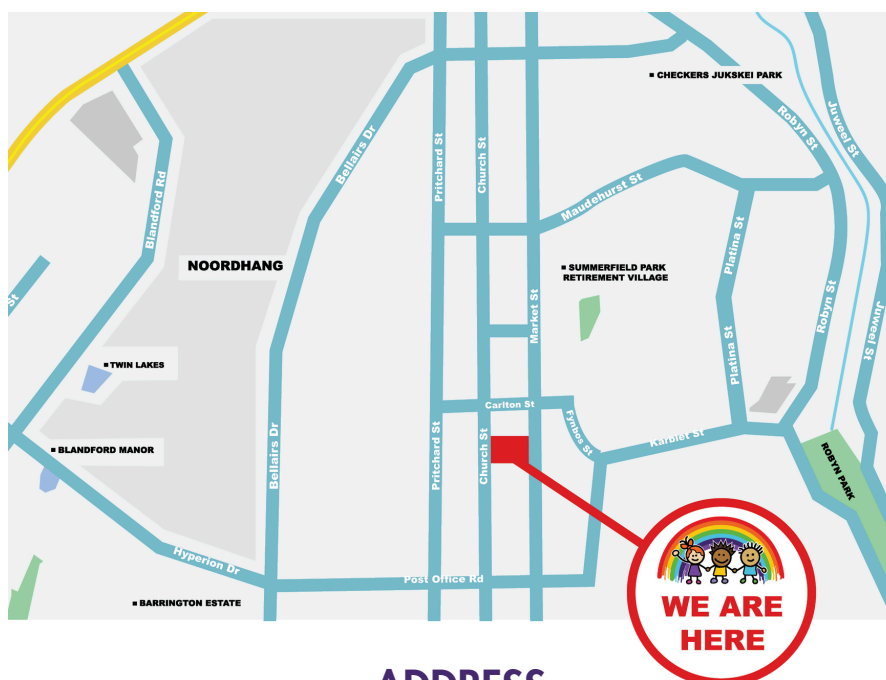 CHECKERS JUKSKEI PARK
Robyn St
Juweel St
Bellairs Dr
Pritchard St
Church St
Maudehurst St
Blandford Rd
Platina St
NOORDHANG
SUMMERFIELD PARK
RETIREMENT VILLAGE
St
Market St
Robyn St
Juweel St
Platina St
TWIN LAKES
Carlton St
Fynbos St
Karbiet St
BLANDFORD MANOR
Bellairs Dr
Pritchard St
Church St
ROBYN PARK
Hyperion Dr
Post Office Rd
BARRINGTON ESTATE
WE ARE
HERE
ADDRESS